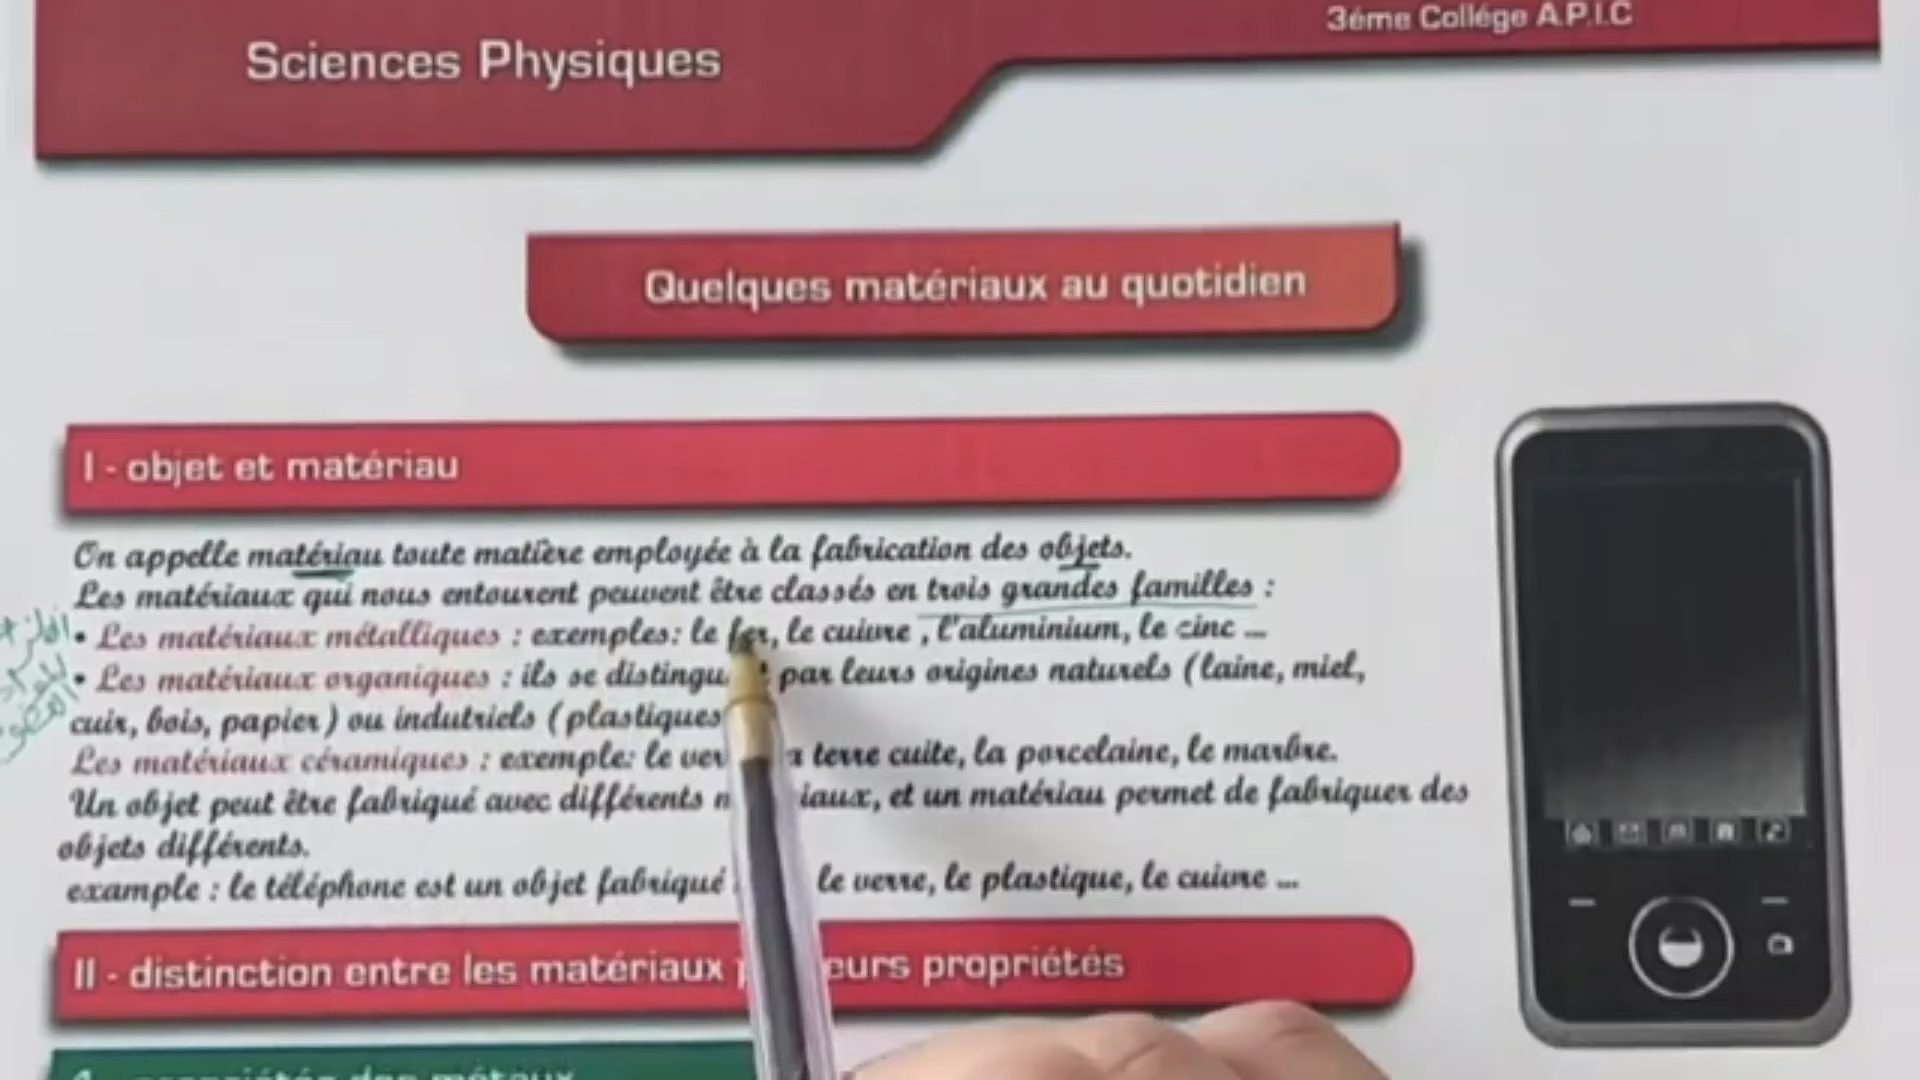 3éme Collége A.P.I.C
Sciences Physiques
Quelques matériaux au quotidien
I - objet et matériau
On appelle matériau toute matière employée à la fabrication des objets.
Les matériaux qui nous entourent peuvent être classés en trois grandes familles :
• Les matériaux métalliques : exemples: le fer, le cuivre , l'aluminium, le zinc ...
• Les matériaux organiques : ils se distingu par leurs origines naturels (laine, miel,
cuir, bois, papier) ou indutriels (plastiques
Les matériaux céramiques : exemple: le ver terre cuite, la porcelaine, le marbre.
Un objet peut être fabriqué avec différents iaux, et un matériau permet de fabriquer des
objets différents.
example : le téléphone est un objet fabriqué le verre, le plastique, le cuivre ...
II - distinction entre les matériaux eurs propriétés
propriétés des métaux